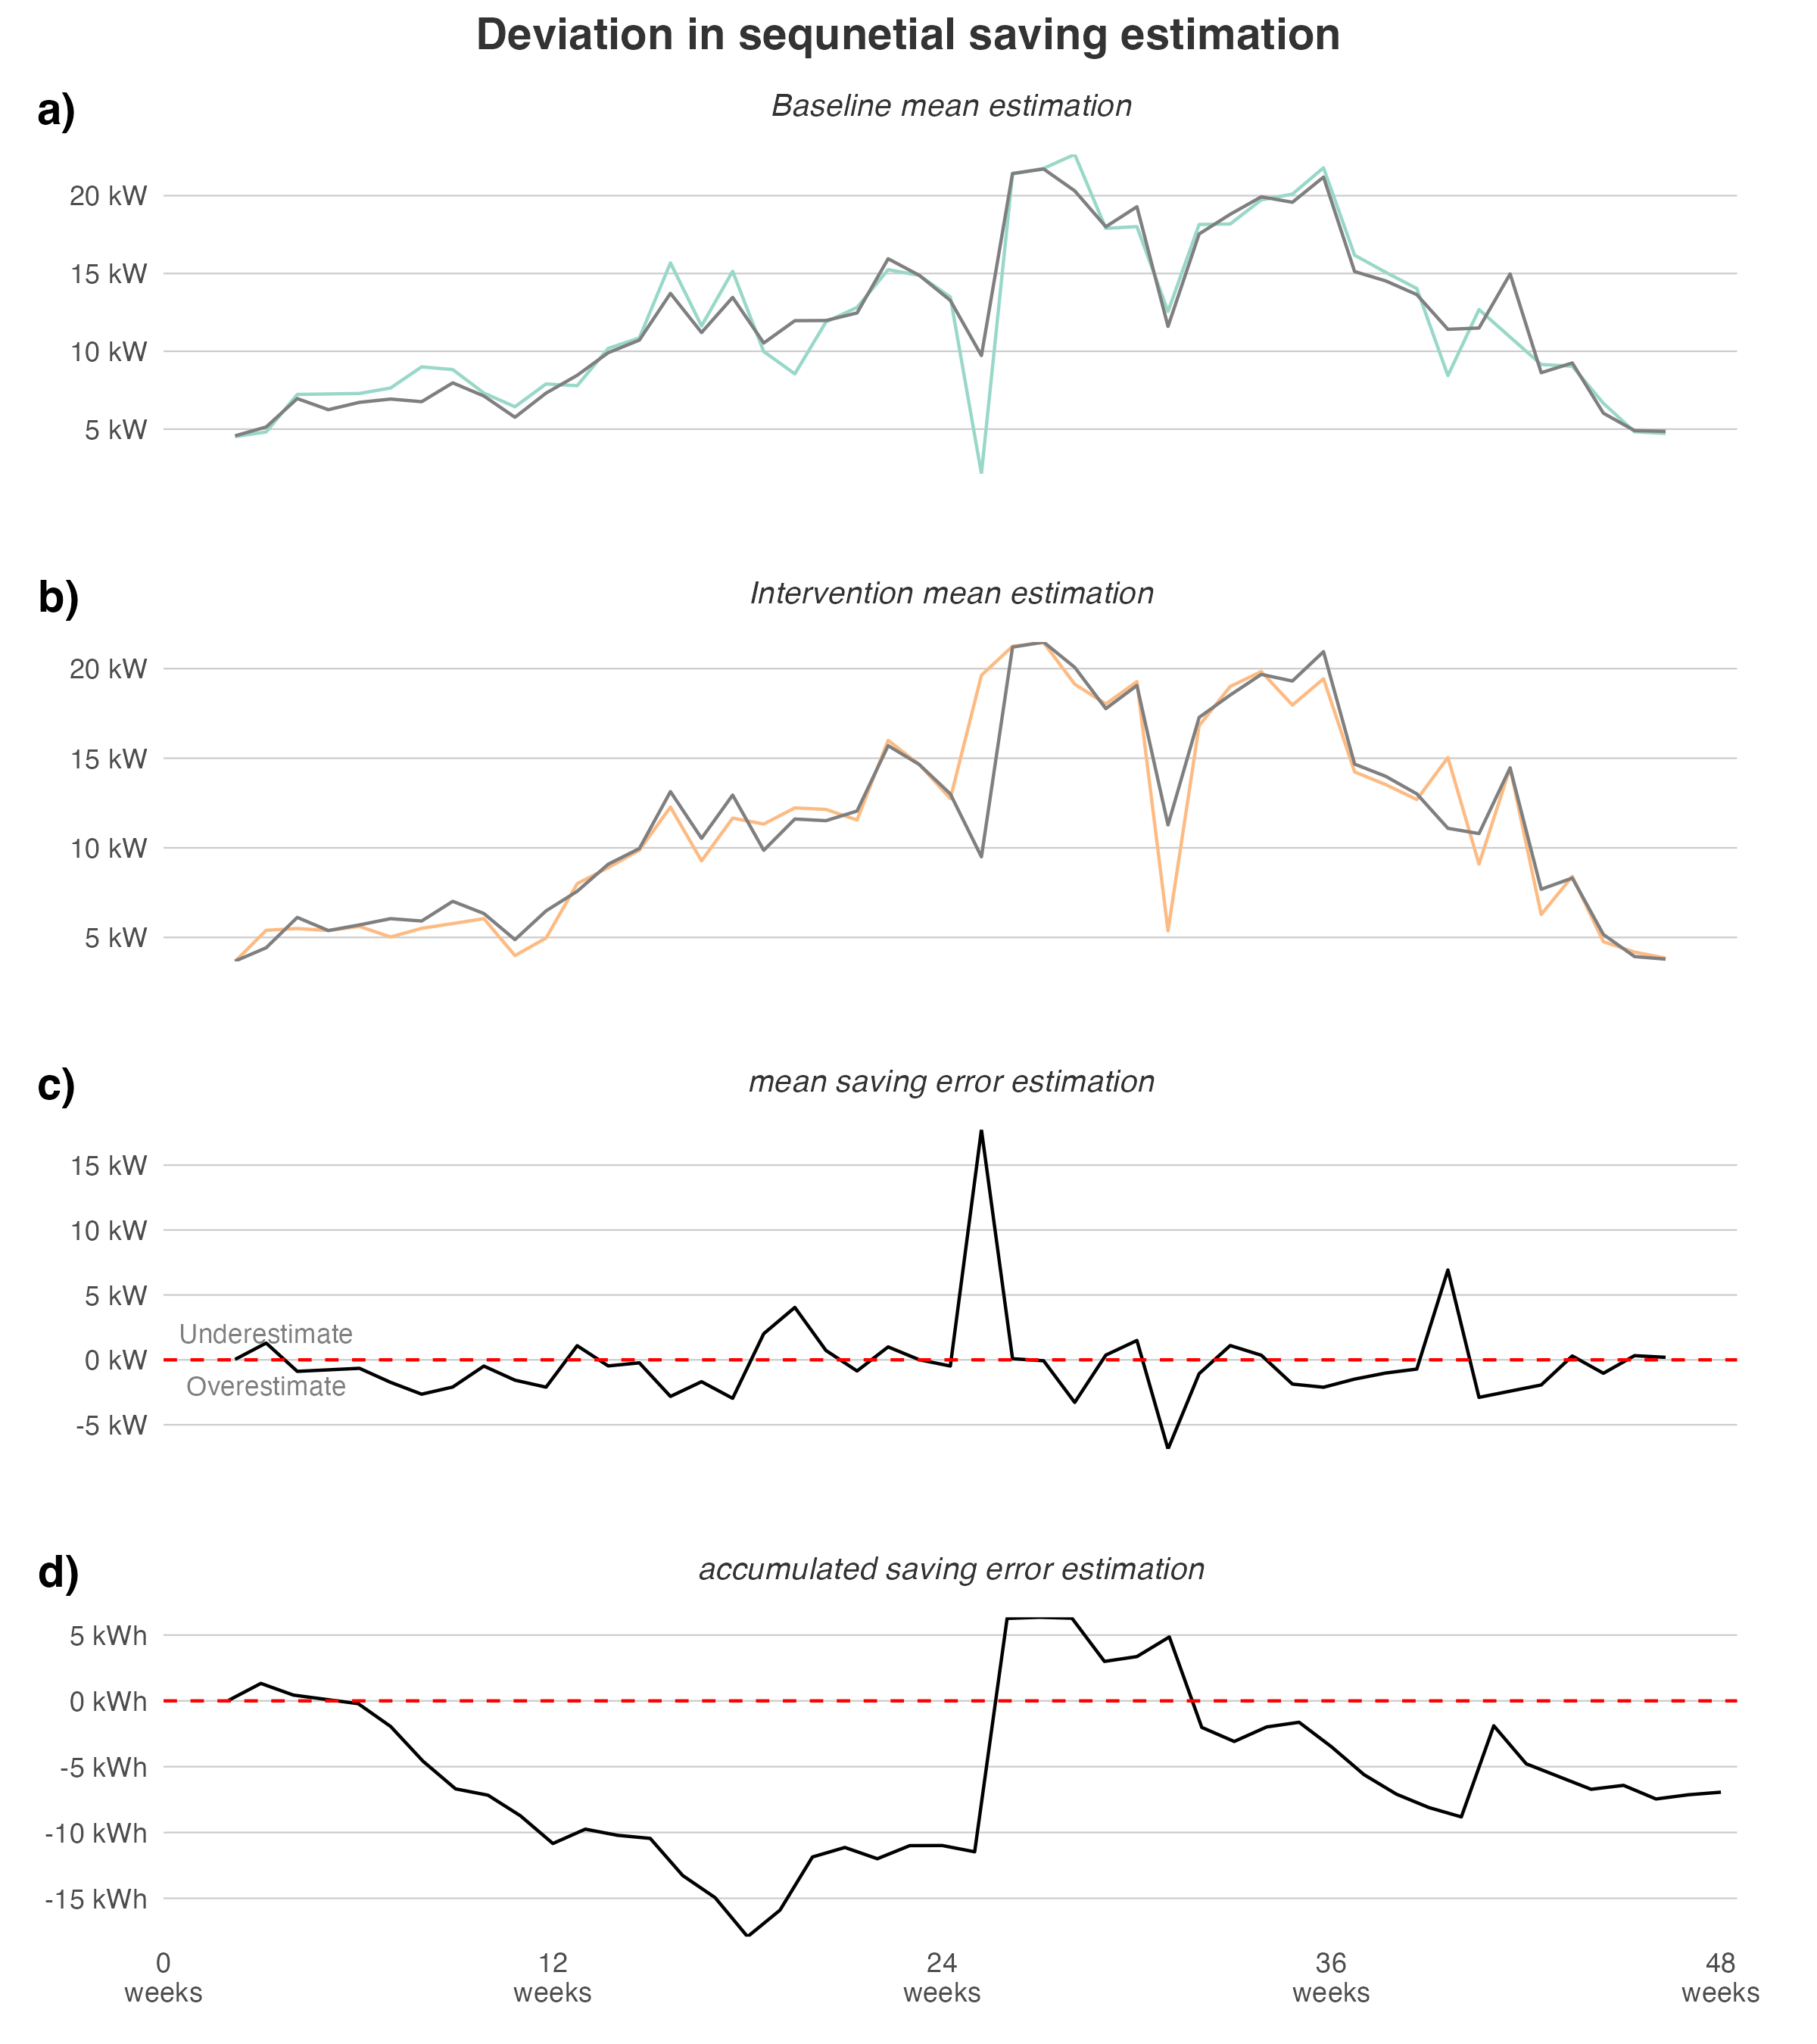 Deviation in sequnetial saving estimation
a)
Baseline mean estimation
20 kW
15 kW
10 kW
5 kW
b)
Intervention mean estimation
20 kW
15 kW
10 kW
5 kW
c)
mean saving error estimation
15 kW
10 kW
5 kW
Underestimate
0 kW
Overestimate
-5 kW
d)
accumulated saving error estimation
5 kWh
0 kWh
-5 kWh
-10 kWh
-15 kWh
0 12 24 36 48
weeks weeks weeks weeks weeks